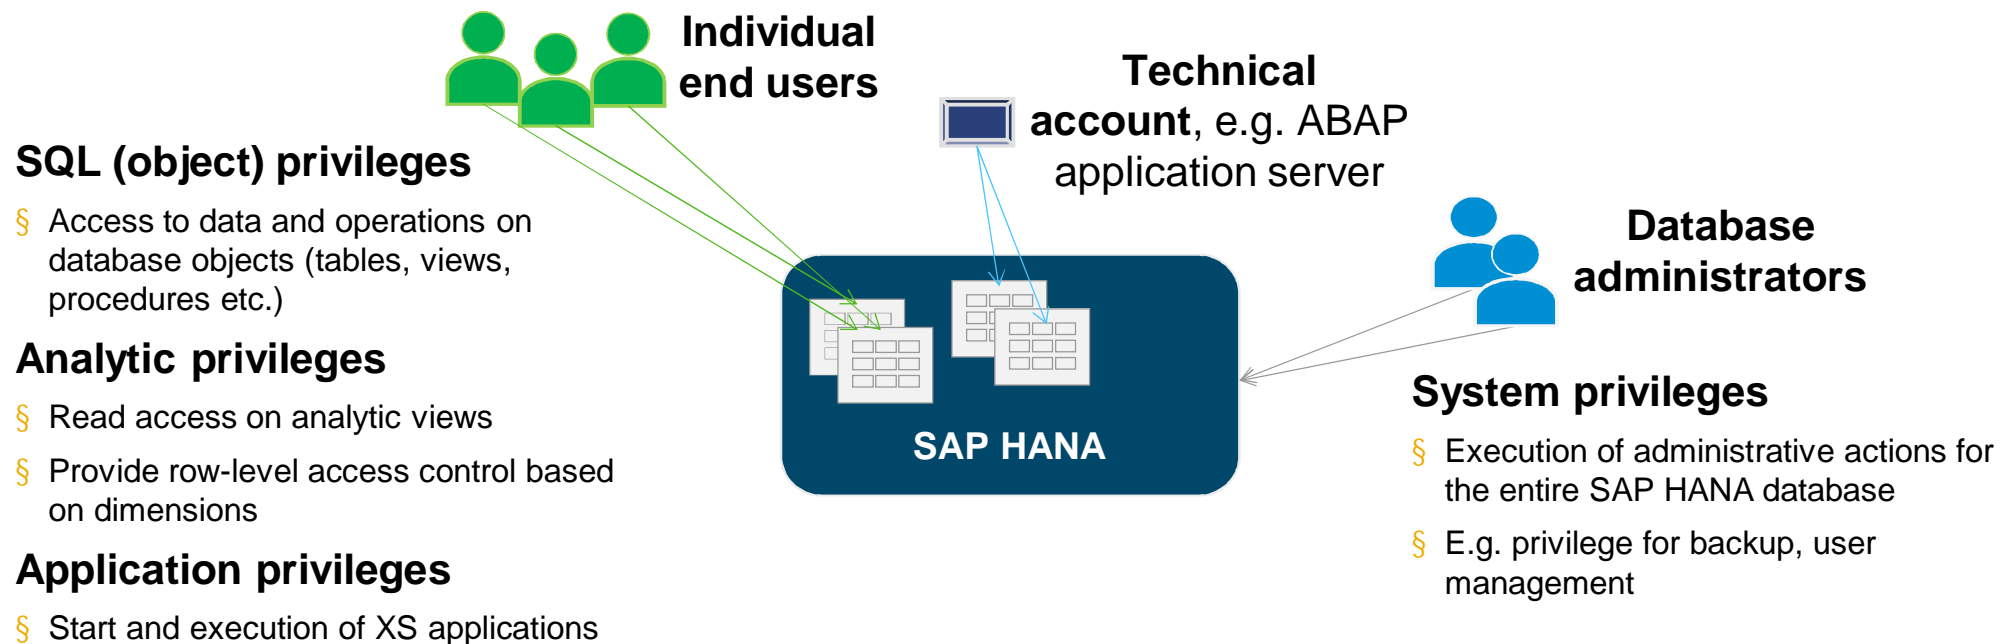 Individual
end users
Technical
account, e.g. ABAP
application server
SQL (object) privileges
§ Access to data and operations on
database objects (tables, views,
procedures etc.)
Analytic privileges
§ Read access on analytic views
§ Provide row-level access control based
on dimensions
Application privileges
§ Start and execution of XS applications
SAP HANA
Database
administrators
System privileges
§ Execution of administrative actions for
the entire SAP HANA database
§ E.g. privilege for backup, user
management